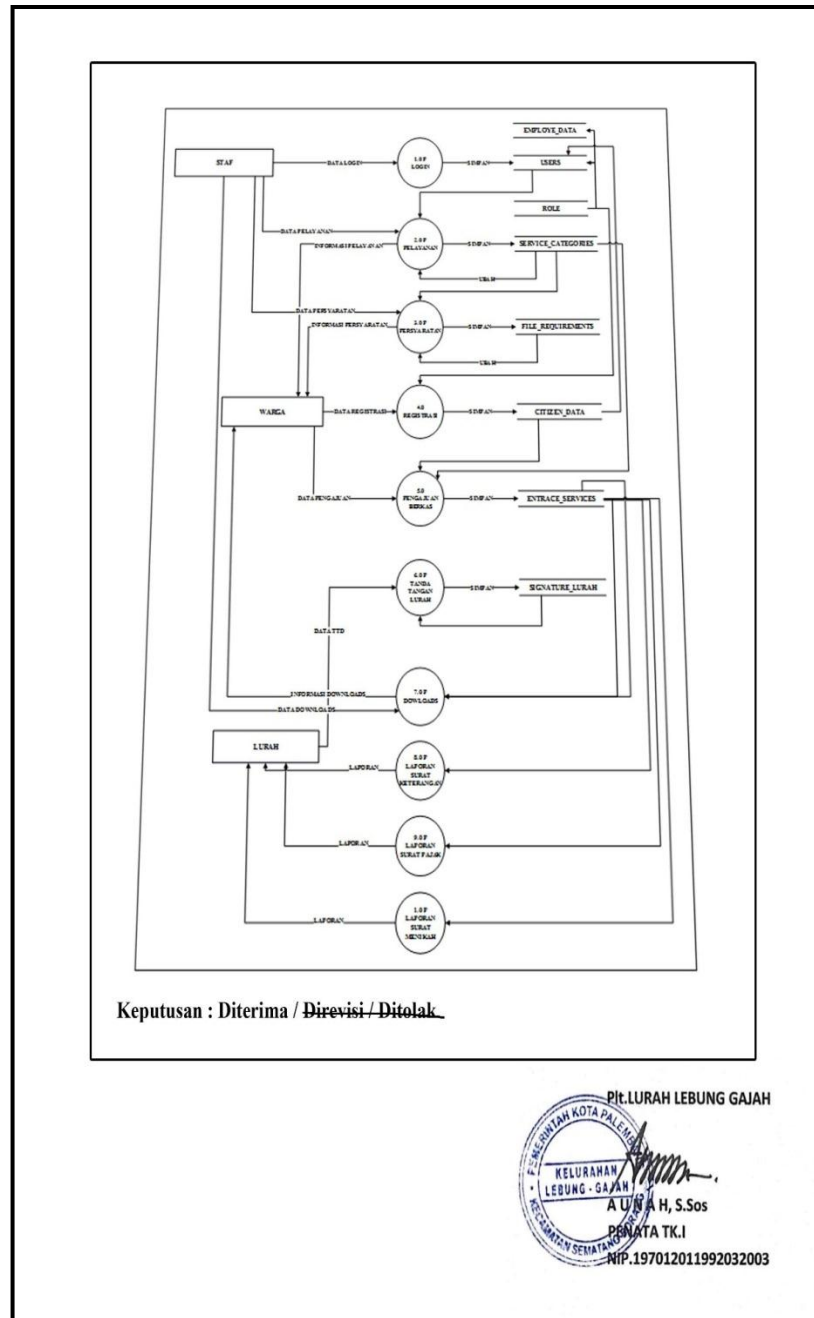 EMPLOYE_DATA
STAF
DATA LOGIN
1.0 P
LOGIN
SIMPAN
USERS
ROLE
DATA PELAYANAN
INFORMASI PELAYANAN
2.0 P
PELAYANAN
SIMPAN
SERVICE_CATEGORIES
UBAH
DATA PERSYARATAN
INFORMASI PERSYARATAN
PERSYARATAN
SIMPAN
FILE_REQUIREMENTS
UBAH
WARGA
DATA REGISTRASI
4.0
REGISTRASI
SIMPAN
CITIZEN_DATA
DATA PENGAJUAN
5.0
PENGAJUAN
BERKAS
SIMPAN
ENTRACE_SERVICES
6.0 P
TANDA
TANGAN
LURAH
SIMPAN
SIGNATURE_LURAH
DATA TTD
INFORMASI DOWNLOADS
DATA DOWNLOADS
7.0 P
DOWLOADS
LURAH
LAPORAN
8.0 P
LAPORAN
SURAT
KETERANGAN
LAPORAN
9.0 P
LAPORAN
SURAT PAJAK
LAPORAN
1.0 P
LAPORAN
SURAT
MENIKAH
Keputusan : Diterima / Direvisi / Ditolak
Plt.LURAH LEBUNG GAJAH
PEMERINTAH KOTA PALEMB
KELURAHAN
LEBUNG - GAJAH
KECAMATAN SEMATANG BORANG
A U N A H, S.Sos
PENATA TK.I
NIP.197012011992032003